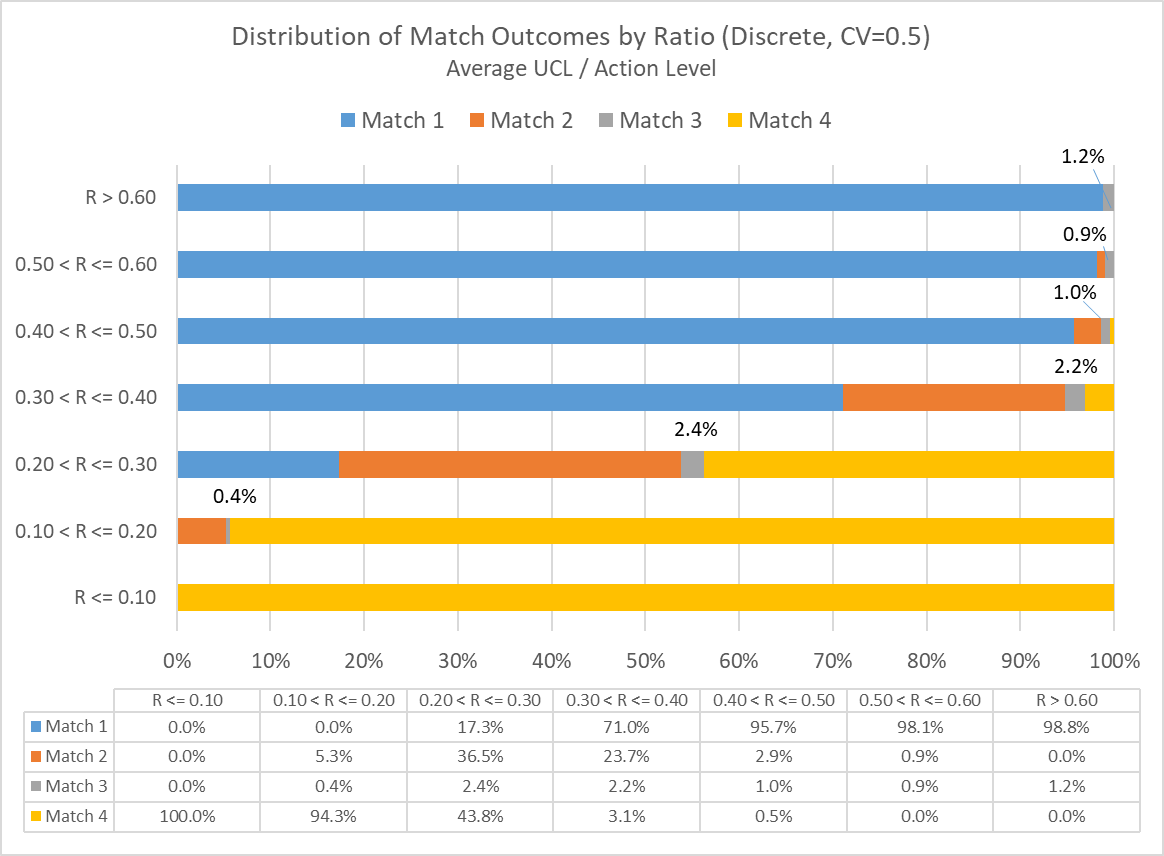 Distribution of Match Outcomes by Ratio (Discrete, CV=0.5)
Average UCL / Action Level
Match 1 Match 2 Match 3 Match 4
1.2%
R > 0.60
0.9%
0.50 < R <= 0.60
1.0%
0.40 < R <= 0.50
2.2%
0.30 < R <= 0.40
2.4%
0.20 < R <= 0.30
0.4%
0.10 < R <= 0.20
R <= 0.10
0% 10% 20% 30% 40% 50% 60% 70% 80% 90% 100%
R <= 0.10 0.10 < R <= 0.20 0.20 < R <= 0.30 0.30 < R <= 0.40 0.40 < R <= 0.50 0.50 < R <= 0.60 R > 0.60
Match 1 0.0% 0.0% 17.3% 71.0% 95.7% 98.1% 98.8%
Match 2 0.0% 5.3% 36.5% 23.7% 2.9% 0.9% 0.0%
Match 3 0.0% 0.4% 2.4% 2.2% 1.0% 0.9% 1.2%
Match 4 100.0% 94.3% 43.8% 3.1% 0.5% 0.0% 0.0%